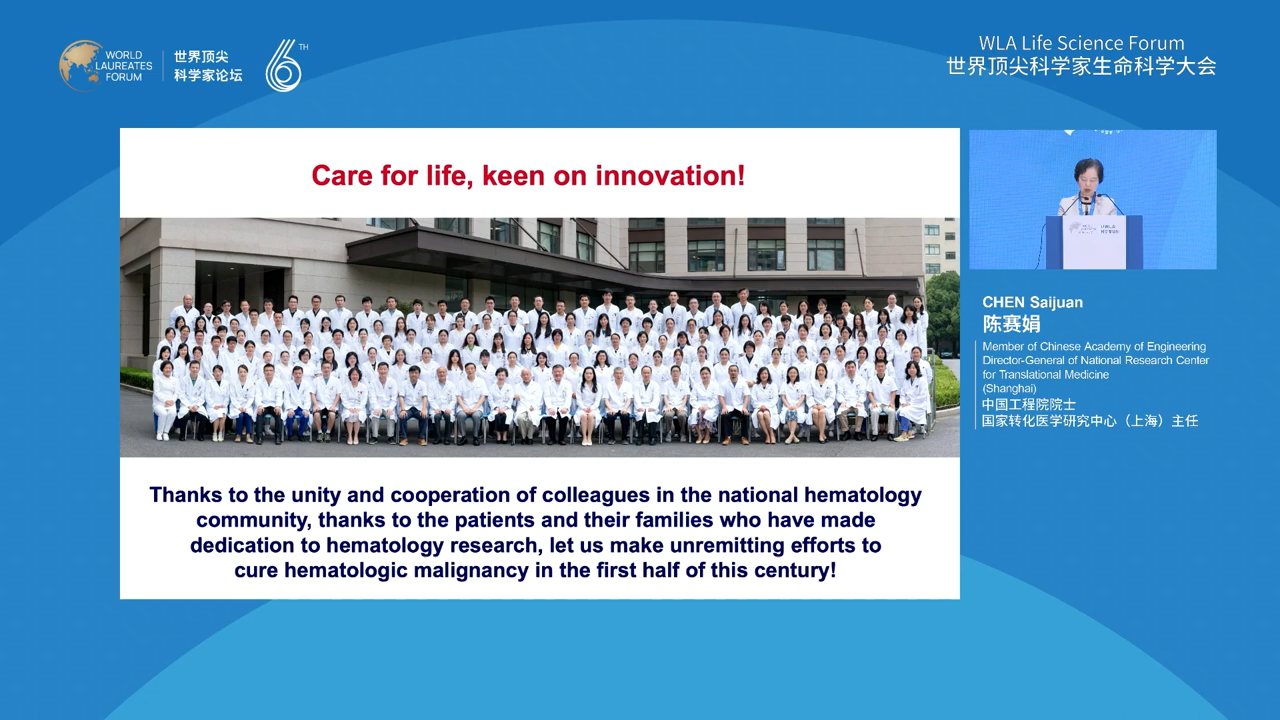 WORLD
LAUREATES
FORUM
世界顶尖
科学家论坛
6TH
WLA Life Science Forum
世界顶尖科学家生命科学大会
Care for life, keen on innovation!
Thanks to the unity and cooperation of colleagues in the national hematology
community, thanks to the patients and their families who have made
dedication to hematology research, let us make unremitting efforts to
cure hematologic malignancy in the first half of this century!
CHEN Saijuan
陈赛娟
Member of Chinese Academy of Engineering
Director-General of National Research Center
for Translational Medicine
(Shanghai)
中国工程院院士
国家转化医学研究中心（上海）主任